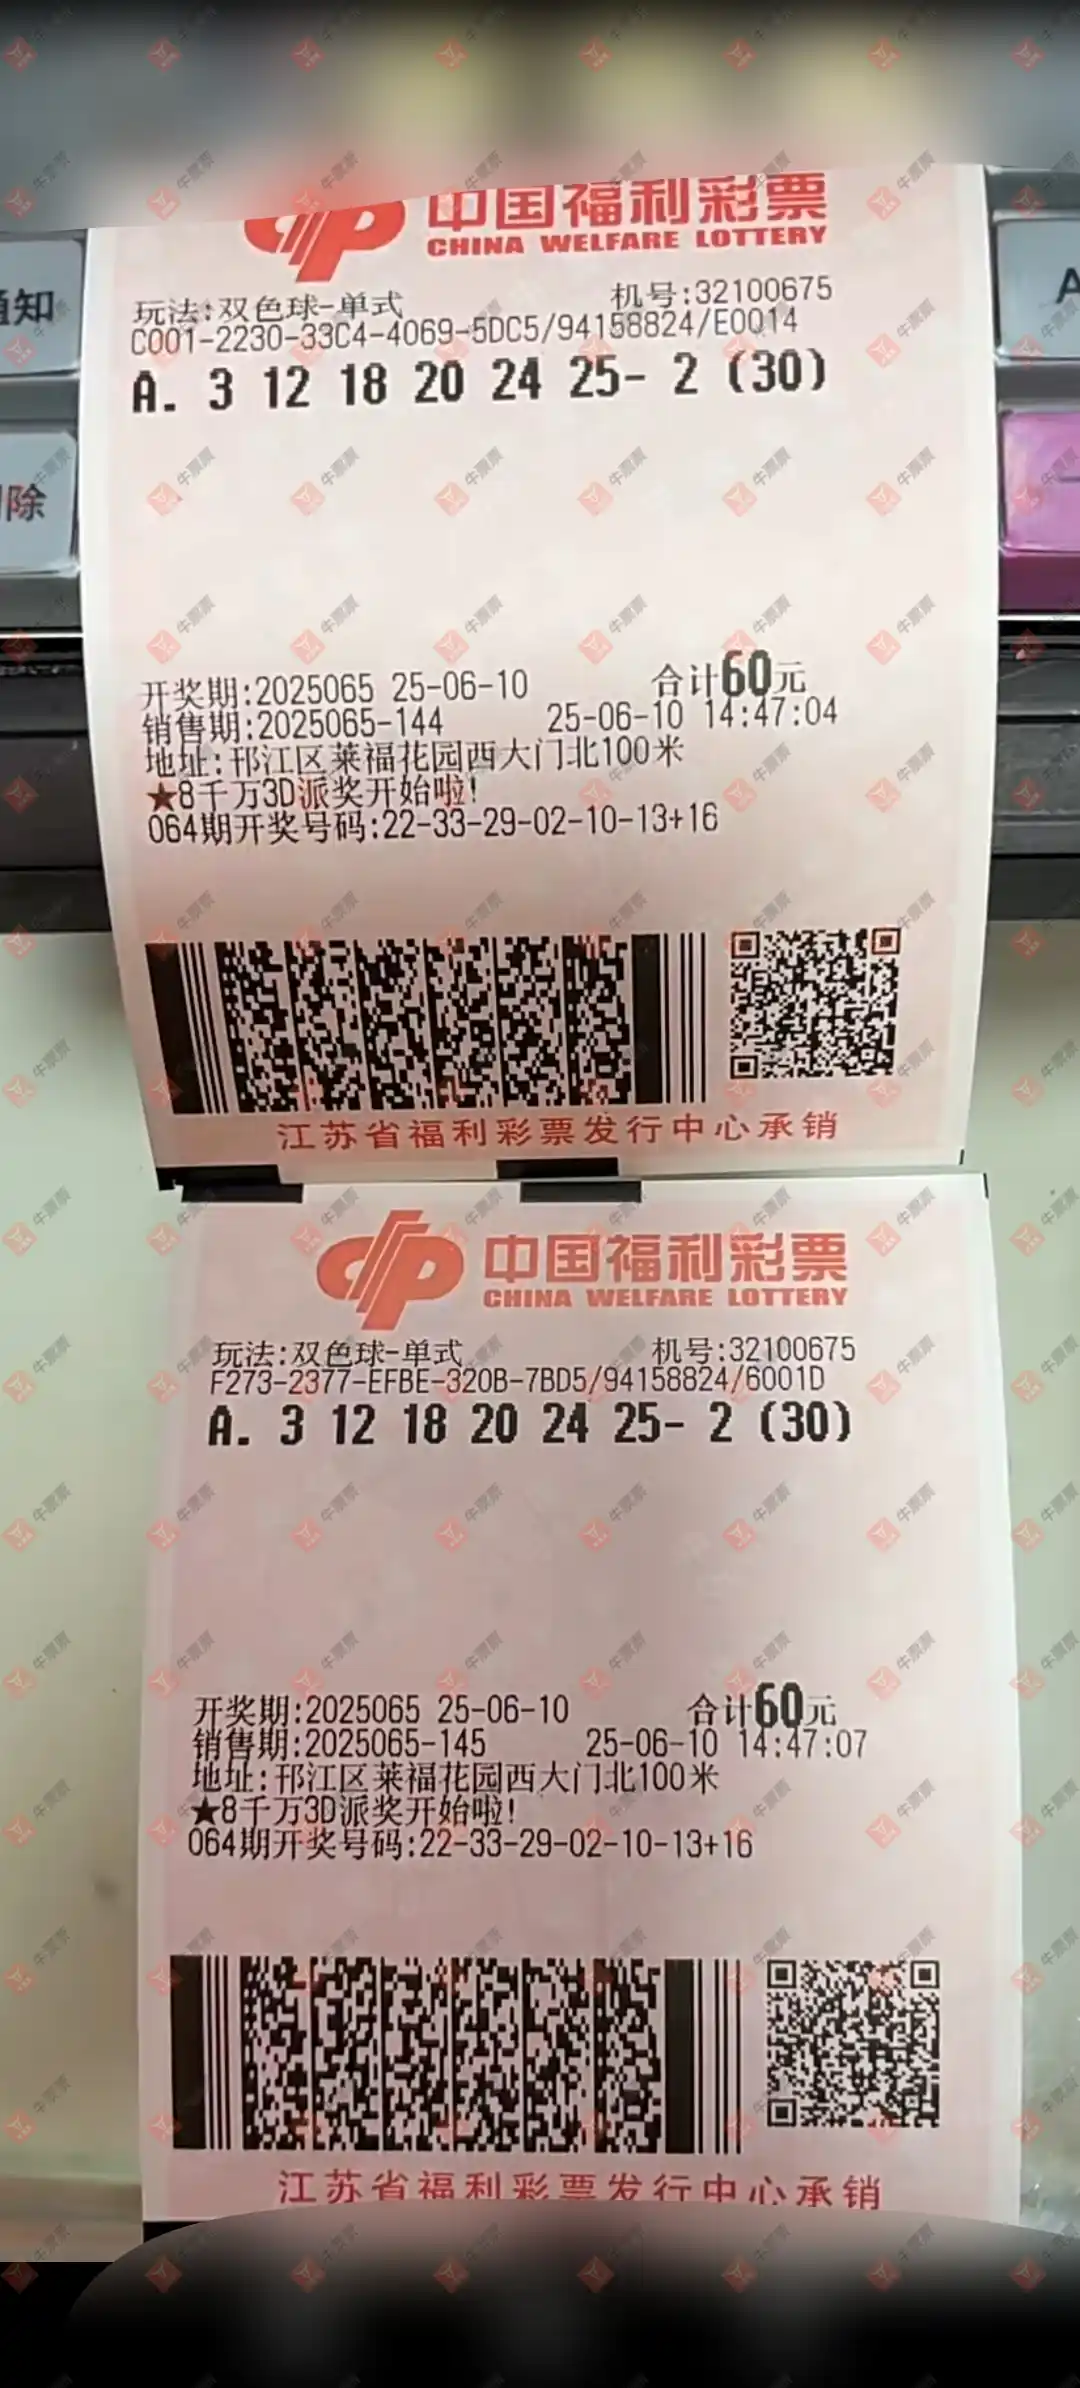 中国福利彩票
CHINA WELFARE LOTTERY
玩法:双色球-单式 机号:32100675
C001-2230-33C4-4069-5DC5/94158824/E0014
A. 3 12 18 20 24 25- 2 (30)
通知
除
A
开奖期:2025065 25-06-10 合计60元
销售期:2025065-144 25-06-10 14:47:04
地址:邗江区莱福花园西大门北100米
★8千万3D派奖开始啦!
064期开奖号码:22-33-29-02-10-13+16
江苏省福利彩票发行中心承销
中国福利彩票
CHINA WELFARE LOTTERY
玩法:双色球-单式 机号:32100675
F273-2377-EFBE-320B-7BD5/94158824/6001D
A. 3 12 18 20 24 25- 2 (30)
开奖期:2025065 25-06-10 合计60元
销售期:2025065-145 25-06-10 14:47:07
地址:邗江区莱福花园西大门北100米
★8千万3D派奖开始啦!
064期开奖号码:22-33-29-02-10-13+16
江苏省福利彩票发行中心承销
牛票票